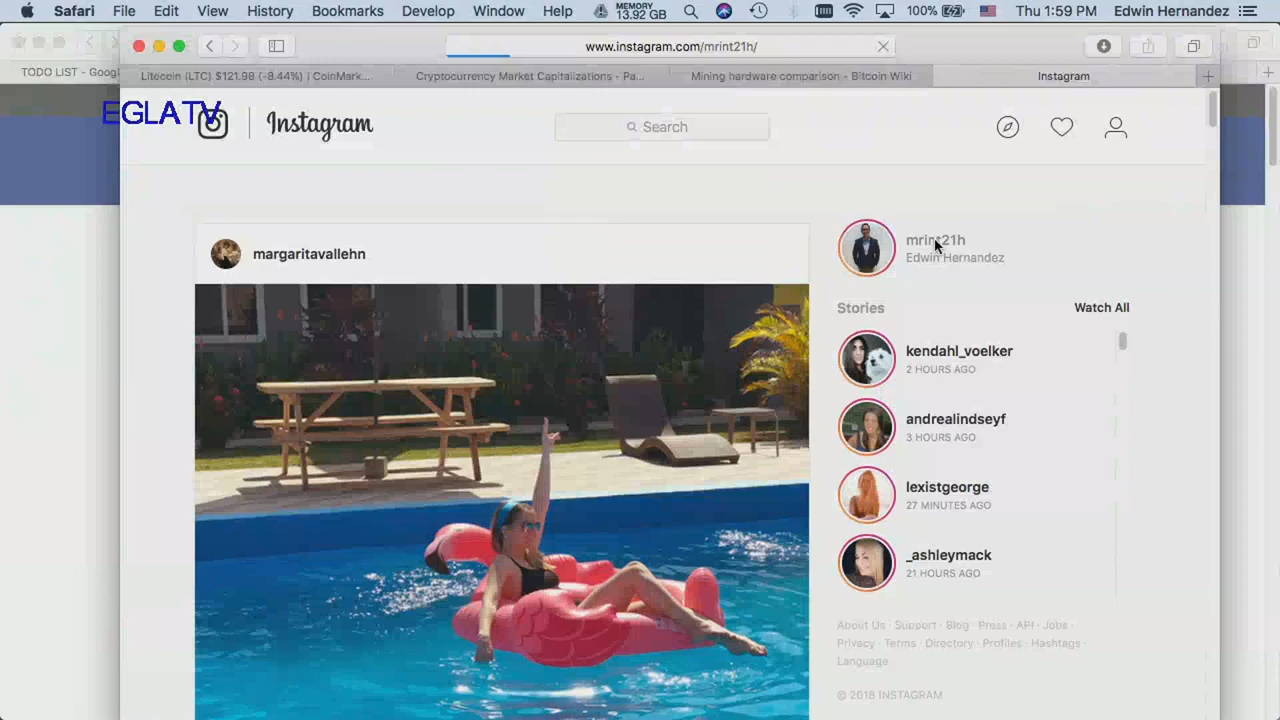 Safari File Edit View History Bookmarks Develop Window Help MEMORY 13.92 GB 100% Thu 1:59 PM Edwin Hernandez
www.instagram.com/mrint21h/
TODO LIST - Googl
Litecoin (LTC) $121.98 (-8.44%) | CoinMark... Cryptocurrency Market Capitalizations - Pa... Mining hardware comparison - Bitcoin Wiki Instagram
EGLATV
Instagram Search
margaritavallehn
mrint21h
Edwin Hernandez
Stories Watch All
kendahl_voelker
2 HOURS AGO
andrealindseyf
3 HOURS AGO
lexistgeorge
27 MINUTES AGO
_ashleymack
21 HOURS AGO
About Us · Support · Blog · Press · API · Jobs ·
Privacy · Terms · Directory · Profiles · Hashtags ·
Language
© 2018 INSTAGRAM